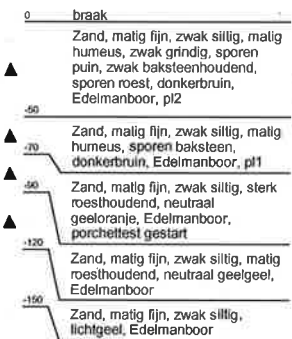 0 braak
Zand, matig fijn, zwak siltig, matig
humeus, zwak grindig, sporen
puin, zwak baksteenhoudend,
sporen roest, donkerbruin,
Edelmanboor, pl2
-50
Zand, matig fijn, zwak siltig, matig
humeus, sporen baksteen,
donkerbruin, Edelmanboor, pl1
-70
Zand, matig fijn, zwak siltig, sterk
roesthoudend, neutraal
geeloranje, Edelmanboor,
porchettest gestart
-90
Zand, matig fijn, zwak siltig, matig
roesthoudend, neutraal geelgeel,
Edelmanboor
-120
Zand, matig fijn, zwak siltig,
lichtgeel, Edelmanboor
-150